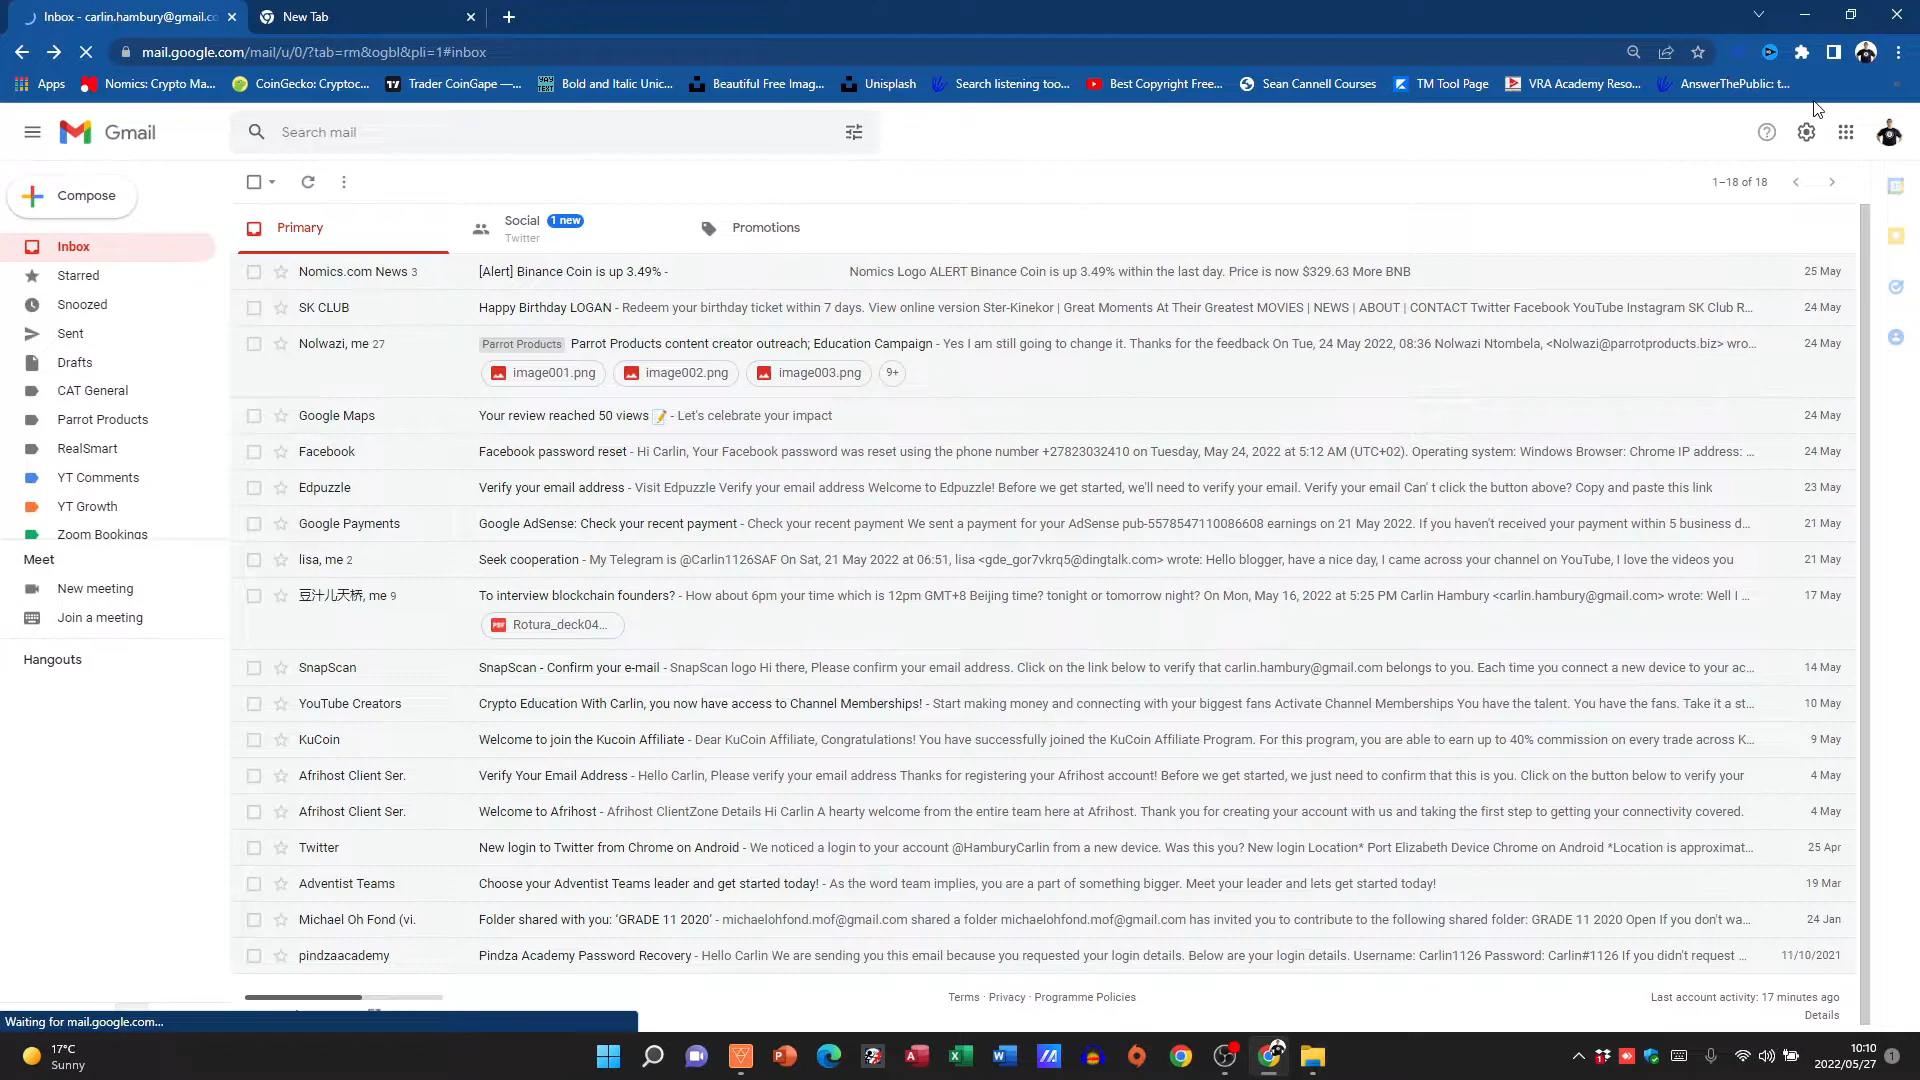 Inbox - carlin.hambury@gmail.co
New Tab
mail.google.com/mail/u/0/?tab=rm&ogbl&pli=1#inbox
Apps
Nomics: Crypto Ma...
CoinGecko: Cryptoc...
Trader CoinGape —...
Bold and Italic Unic...
Beautiful Free Imag...
Unisplash
Search listening too...
Best Copyright Free...
Sean Cannell Courses
TM Tool Page
VRA Academy Reso...
AnswerThePublic: t...
Gmail
Search mail
Compose
1–18 of 18
Primary
Social 1 new
Twitter
Promotions
Inbox
Starred
Snoozed
Sent
Drafts
CAT General
Parrot Products
RealSmart
YT Comments
YT Growth
Zoom Bookings
Meet
New meeting
Join a meeting
Hangouts
Nomics.com News 3 [Alert] Binance Coin is up 3.49% - Nomics Logo ALERT Binance Coin is up 3.49% within the last day. Price is now $329.63 More BNB 25 May
SK CLUB Happy Birthday LOGAN - Redeem your birthday ticket within 7 days. View online version Ster-Kinekor | Great Moments At Their Greatest MOVIES | NEWS | ABOUT | CONTACT Twitter Facebook YouTube Instagram SK Club R... 24 May
Nolwazi, me 27 Parrot Products Parrot Products content creator outreach; Education Campaign - Yes I am still going to change it. Thanks for the feedback On Tue, 24 May 2022, 08:36 Nolwazi Ntombela, <Nolwazi@parrotproducts.biz> wro... 24 May
image001.png image002.png image003.png 9+
Google Maps Your review reached 50 views 📝 - Let's celebrate your impact 24 May
Facebook Facebook password reset - Hi Carlin, Your Facebook password was reset using the phone number +27823032410 on Tuesday, May 24, 2022 at 5:12 AM (UTC+02). Operating system: Windows Browser: Chrome IP address: ... 24 May
Edpuzzle Verify your email address - Visit Edpuzzle Verify your email address Welcome to Edpuzzle! Before we get started, we'll need to verify your email. Verify your email Can' t click the button above? Copy and paste this link 23 May
Google Payments Google AdSense: Check your recent payment - Check your recent payment We sent a payment for your AdSense pub-5578547110086608 earnings on 21 May 2022. If you haven't received your payment within 5 business d... 21 May
lisa, me 2 Seek cooperation - My Telegram is @Carlin1126SAF On Sat, 21 May 2022 at 06:51, lisa <gde_gor7vkrq5@dingtalk.com> wrote: Hello blogger, have a nice day, I came across your channel on YouTube, I love the videos you 21 May
豆汁儿天桥, me 9 To interview blockchain founders? - How about 6pm your time which is 12pm GMT+8 Beijing time? tonight or tomorrow night? On Mon, May 16, 2022 at 5:25 PM Carlin Hambury <carlin.hambury@gmail.com> wrote: Well I ... 17 May
PDF Rotura_deck04...
SnapScan SnapScan - Confirm your e-mail - SnapScan logo Hi there, Please confirm your email address. Click on the link below to verify that carlin.hambury@gmail.com belongs to you. Each time you connect a new device to your ac... 14 May
YouTube Creators Crypto Education With Carlin, you now have access to Channel Memberships! - Start making money and connecting with your biggest fans Activate Channel Memberships You have the talent. You have the fans. Take it a st... 10 May
KuCoin Welcome to join the Kucoin Affiliate - Dear KuCoin Affiliate, Congratulations! You have successfully joined the KuCoin Affiliate Program. For this program, you are able to earn up to 40% commission on every trade across K... 9 May
Afrihost Client Ser. Verify Your Email Address - Hello Carlin, Please verify your email address Thanks for registering your Afrihost account! Before we get started, we just need to confirm that this is you. Click on the button below to verify your 4 May
Afrihost Client Ser. Welcome to Afrihost - Afrihost ClientZone Details Hi Carlin A hearty welcome from the entire team here at Afrihost. Thank you for creating your account with us and taking the first step to getting your connectivity covered. 4 May
Twitter New login to Twitter from Chrome on Android - We noticed a login to your account @HamburyCarlin from a new device. Was this you? New login Location* Port Elizabeth Device Chrome on Android *Location is approximat... 25 Apr
Adventist Teams Choose your Adventist Teams leader and get started today! - As the word team implies, you are a part of something bigger. Meet your leader and lets get started today! 19 Mar
Michael Oh Fond (vi. Folder shared with you: ‘GRADE 11 2020’ - michaelohfond.mof@gmail.com shared a folder michaelohfond.mof@gmail.com has invited you to contribute to the following shared folder: GRADE 11 2020 Open If you don't wa... 24 Jan
pindzaacademy Pindza Academy Password Recovery - Hello Carlin We are sending you this email because you requested your login details. Below are your login details. Username: Carlin1126 Password: Carlin#1126 If you didn't request ... 11/10/2021
Terms · Privacy · Programme Policies
Last account activity: 17 minutes ago
Details
Waiting for mail.google.com...
17°C
Sunny
10:10
2022/05/27
1